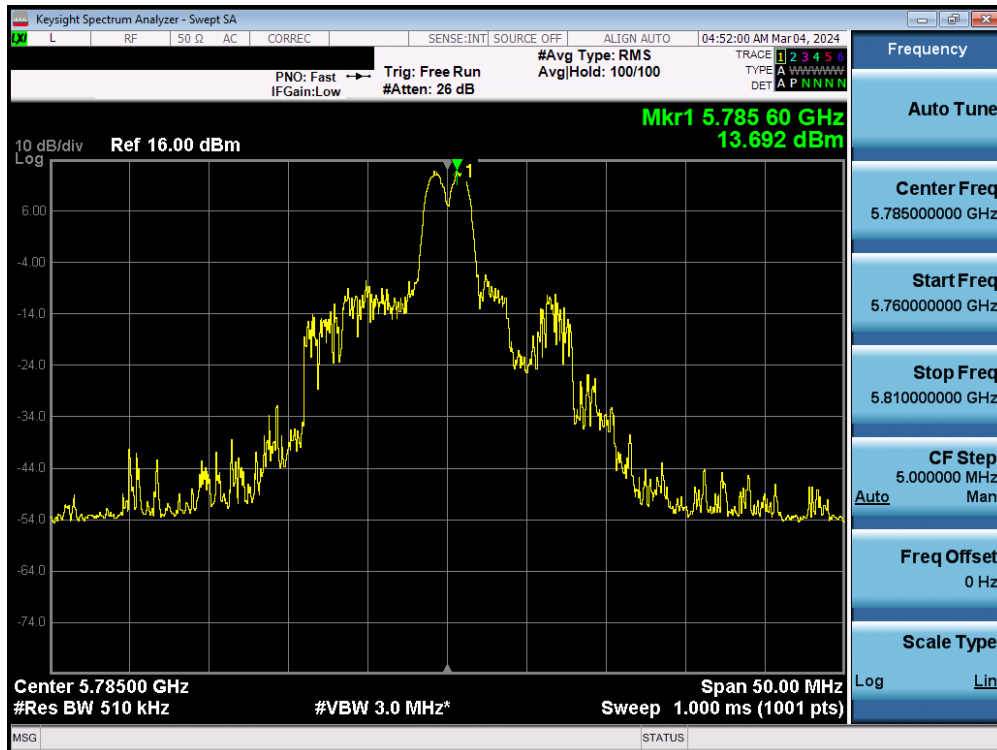 Keysight Spectrum Analyzer - Swept SA
LXI L RF 50 Ω AC CORREC SENSE:INT SOURCE OFF ALIGN AUTO 04:52:00 AM Mar 04, 2024
PNO: Fast
IFGain:Low
Trig: Free Run
#Atten: 26 dB
#Avg Type: RMS
Avg|Hold: 100/100
TRACE 1 2 3 4 5 6
TYPE A WWWWW
DET A P N N N N
Mkr1 5.785 60 GHz
13.692 dBm
10 dB/div
Log
Ref 16.00 dBm
1
6.00
-4.00
-14.0
-24.0
-34.0
-44.0
-54.0
-64.0
-74.0
Center 5.78500 GHz
Span 50.00 MHz
#Res BW 510 kHz
#VBW 3.0 MHz*
Sweep 1.000 ms (1001 pts)
MSG
STATUS
Frequency
Auto Tune
Center Freq
5.785000000 GHz
Start Freq
5.760000000 GHz
Stop Freq
5.810000000 GHz
CF Step
5.000000 MHz
Auto Man
Freq Offset
0 Hz
Scale Type
Log Lin